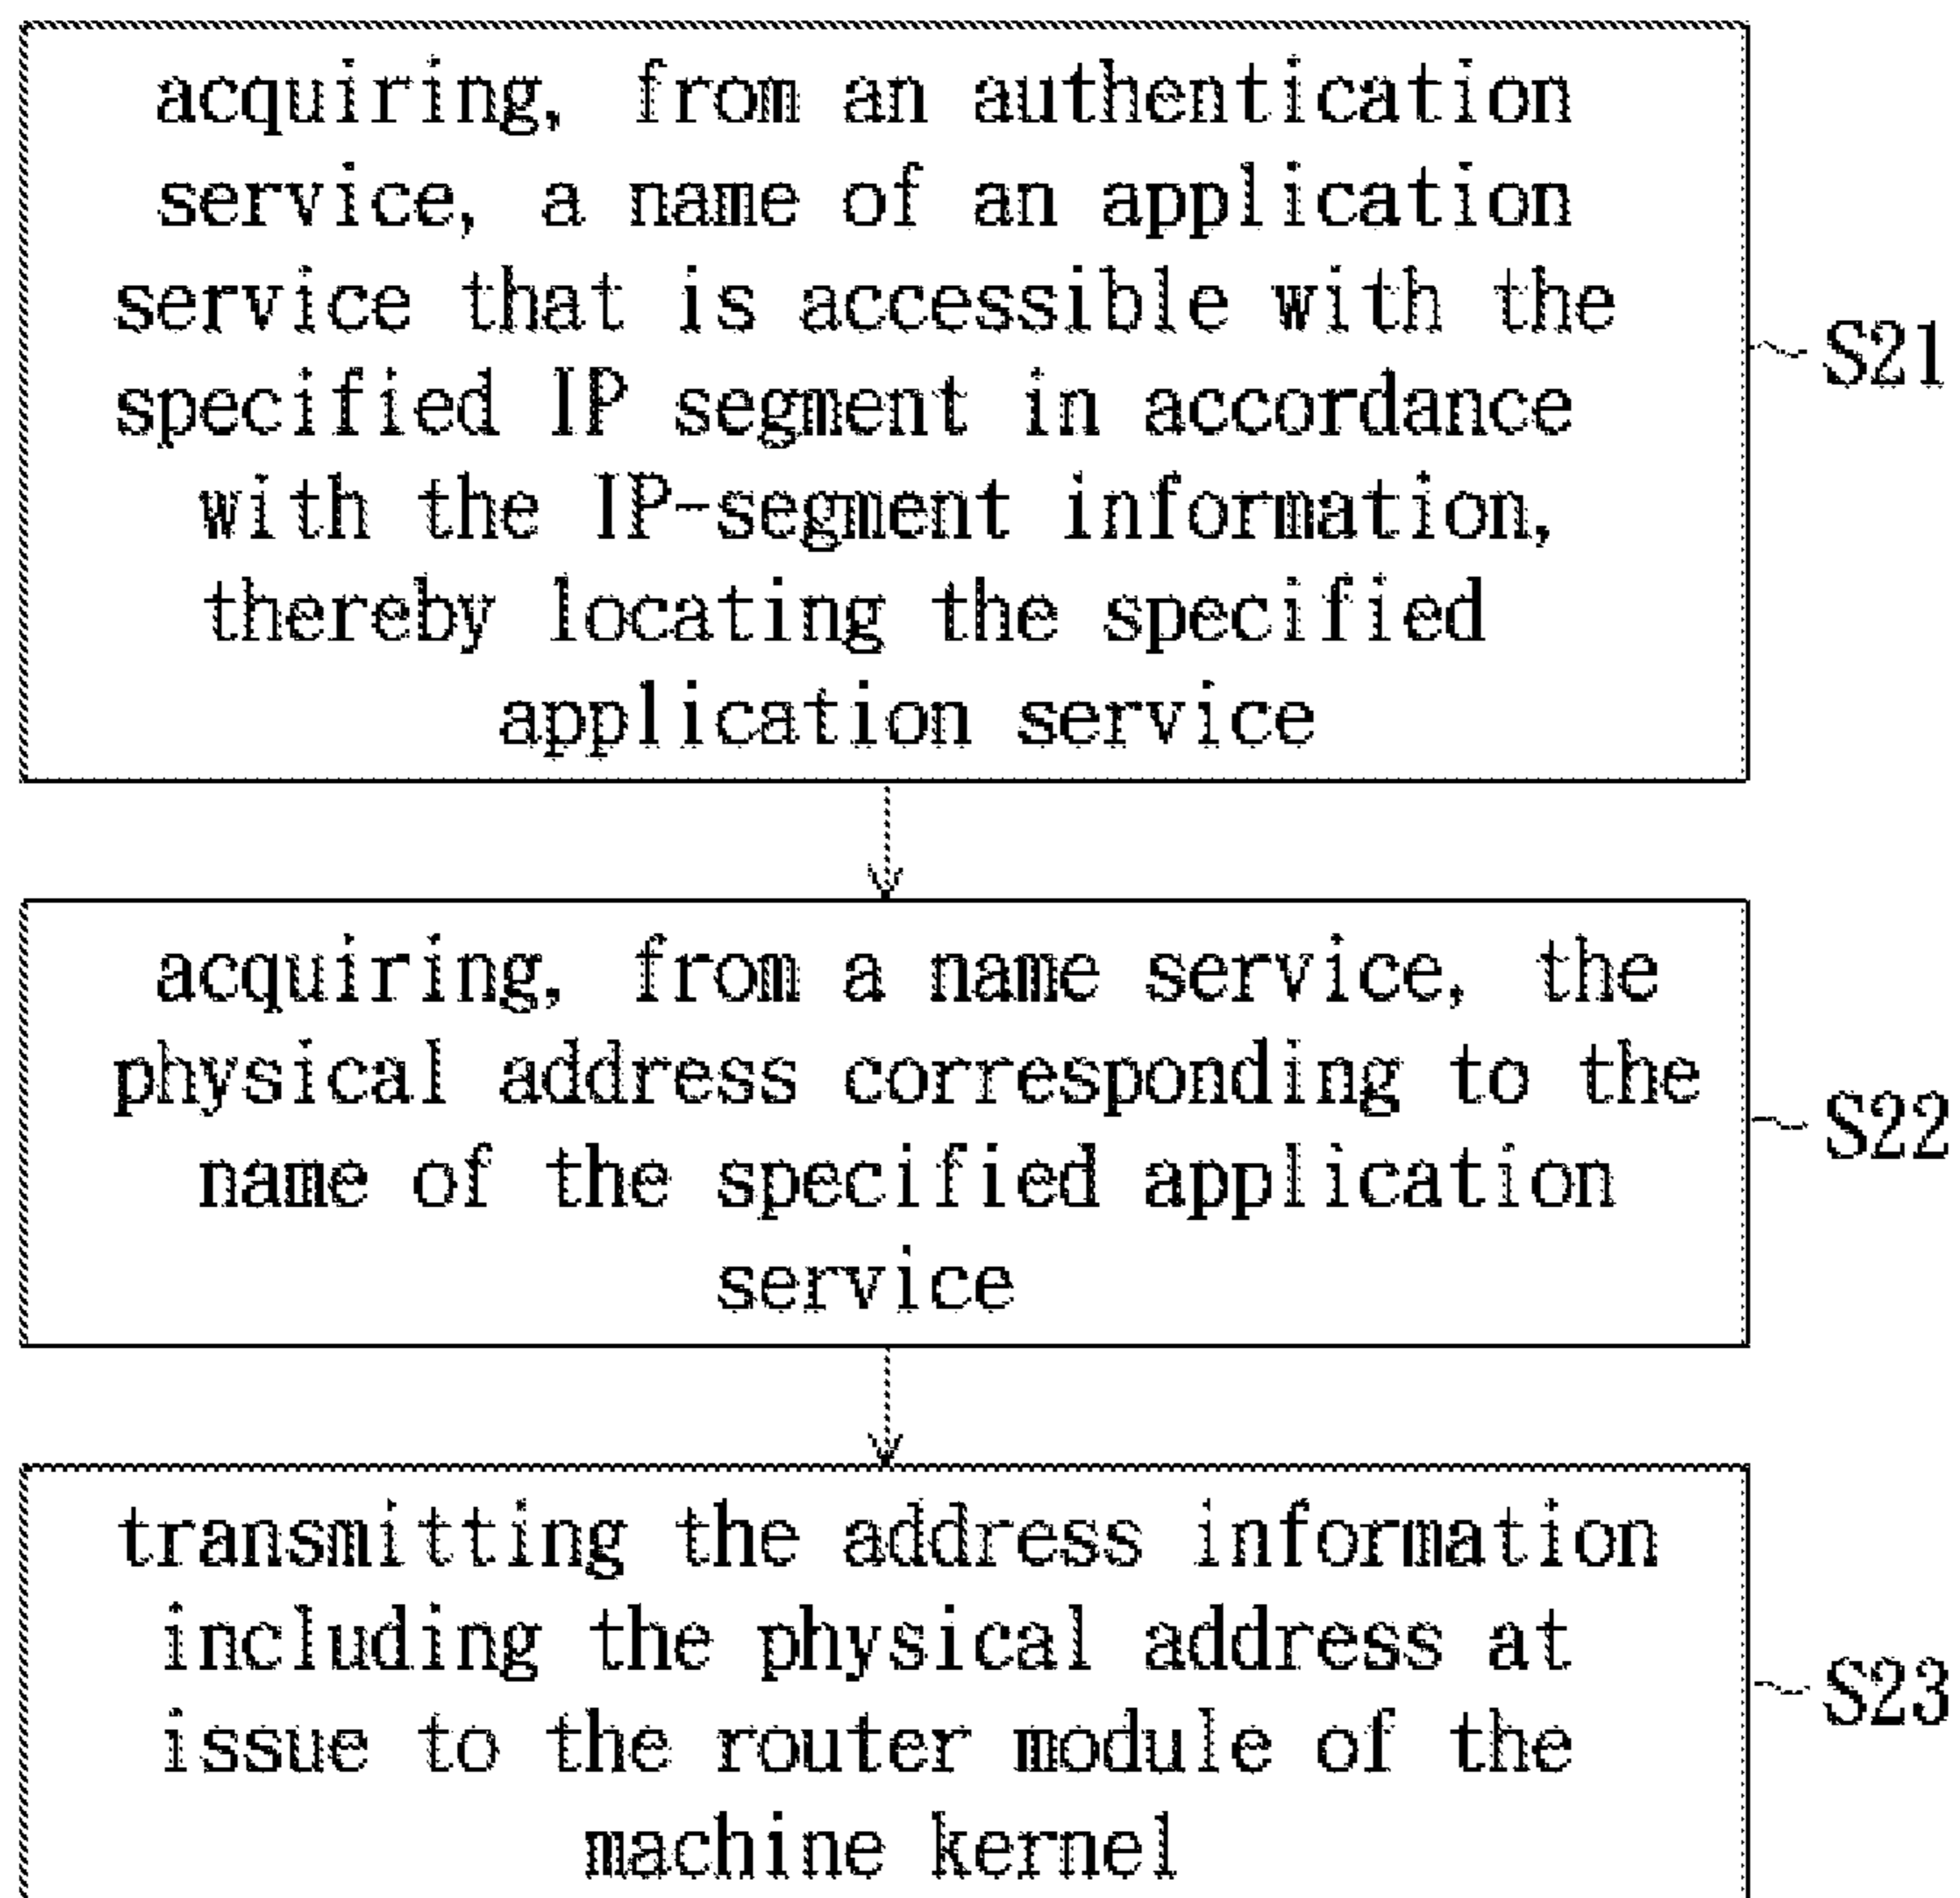 acquiring, from an authentication
service, a name of an application
service that is accessible with the
specified IP segment in accordance
with the IP-segment information,
thereby locating the specified
application service
S21
acquiring, from a name service, the
physical address corresponding to the
name of the specified application
service
S22
transmitting the address information
including the physical address at
issue to the router module of the
machine kernel
S23